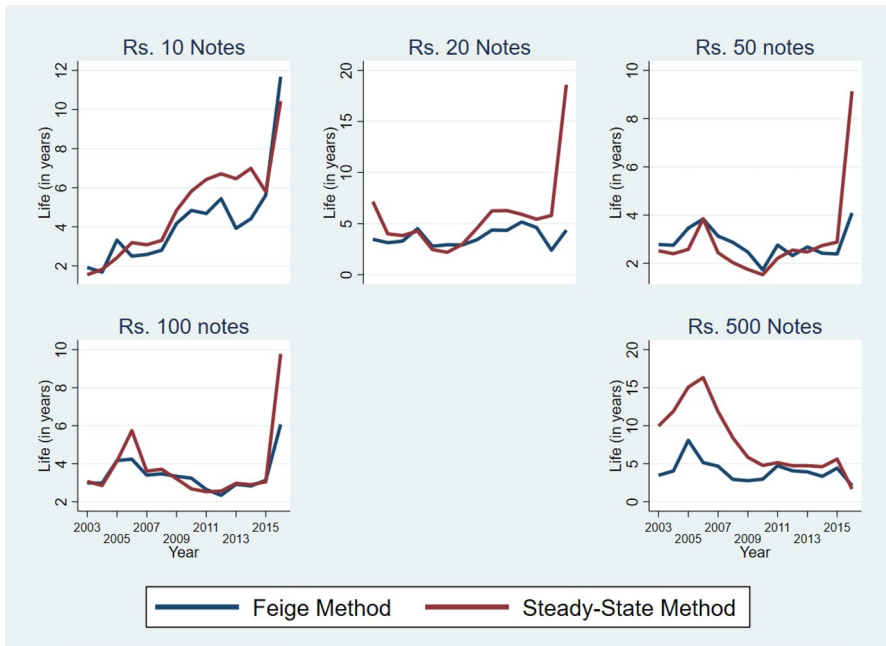 Rs. 10 Notes
Life (in years)
12
10
8
6
4
2
Rs. 20 Notes
Life (in years)
20
15
10
5
0
Rs. 50 notes
Life (in years)
10
8
6
4
2
Rs. 100 notes
Life (in years)
10
8
6
4
2
2003 2007 2011 2015
2005 2009 2013
Year
Rs. 500 Notes
Life (in years)
20
15
10
5
0
2003 2007 2011 2015
2005 2009 2013
Year
Feige Method Steady-State Method